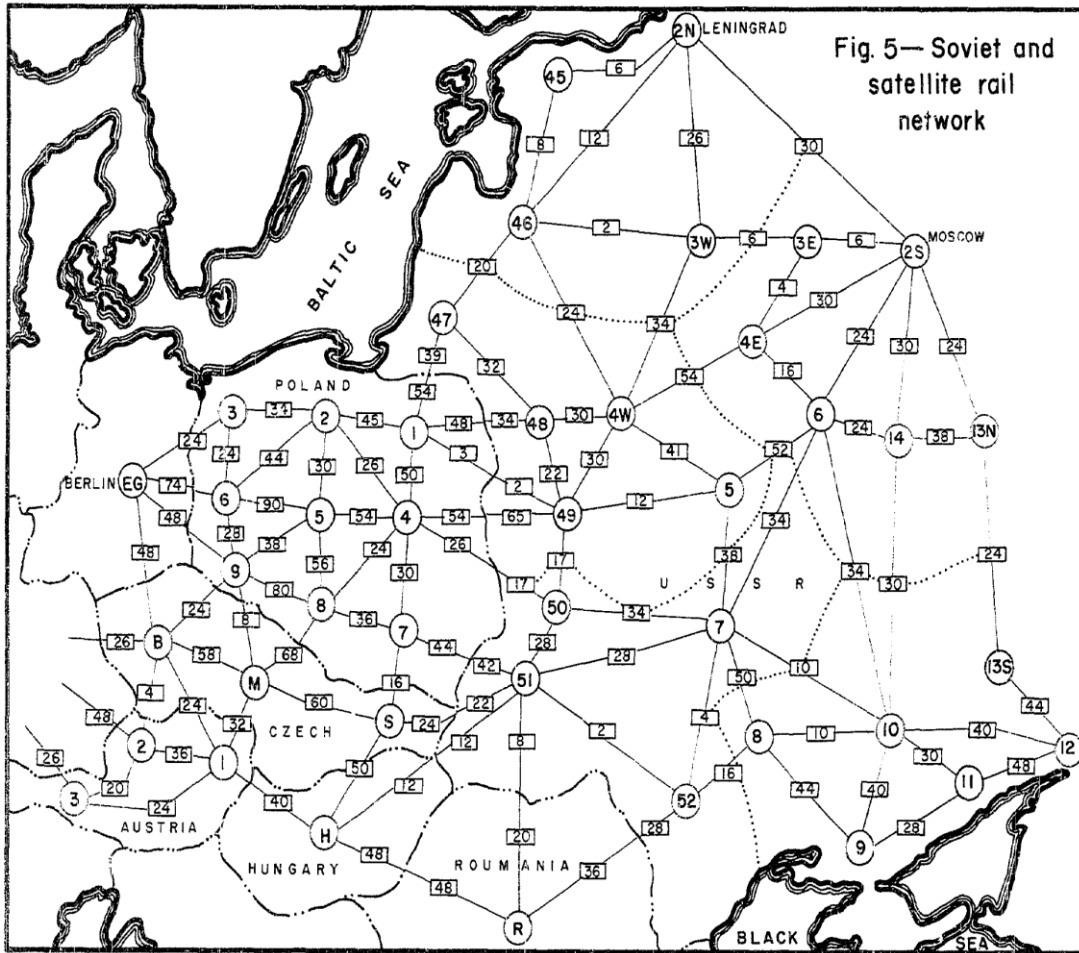 Fig. 5— Soviet and
satellite rail
network
2N LENINGRAD
45 6
8 12 26 30
46 2 3W 6 3E 6 2S MOSCOW
BALTIC SEA
20 4 30
47 24 34 4E 24 30 24
39 32 54 16
POLAND
54
3 34 2 45 1 48 34 48 30 4W 6 24 14 38 13N
24 24 44 30 26 3 22 30 41 52
50 2
BERLIN EG 74 6 90 5 54 4 54 65 49 12 5 34
48 28 38 56 24 26 17 38 24
48 9 80 30 17 USSR 34 30
24 8 8 36 7 50 34 7
26 B 58 68 44 28 10
M 42 51 28 13S
4 24 60 16 22 50
48 32 CZECH S 24 12 2 4 44
2 36 1 8 8 10 10 40 12
26 50 30
20 12 16 48
3 24 40 52 44 40 11
AUSTRIA H 20 28 28
HUNGARY 48 ROUMANIA 36 9
48
R
BLACK SEA